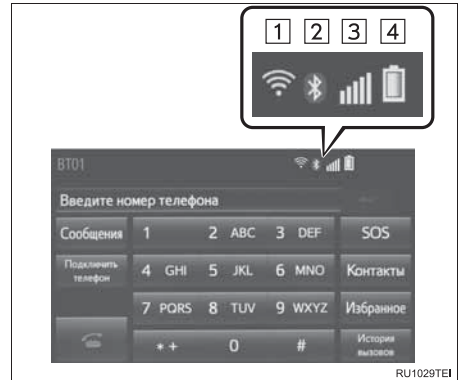 1 2 3 4
BT01
Введите номер телефона
Сообщения 1 2 ABC 3 DEF SOS
Подключить телефон 4 GHI 5 JKL 6 MNO Контакты
7 PQRS 8 TUV 9 WXYZ Избранное
*+ 0 # История вызовов
RU1029TEI